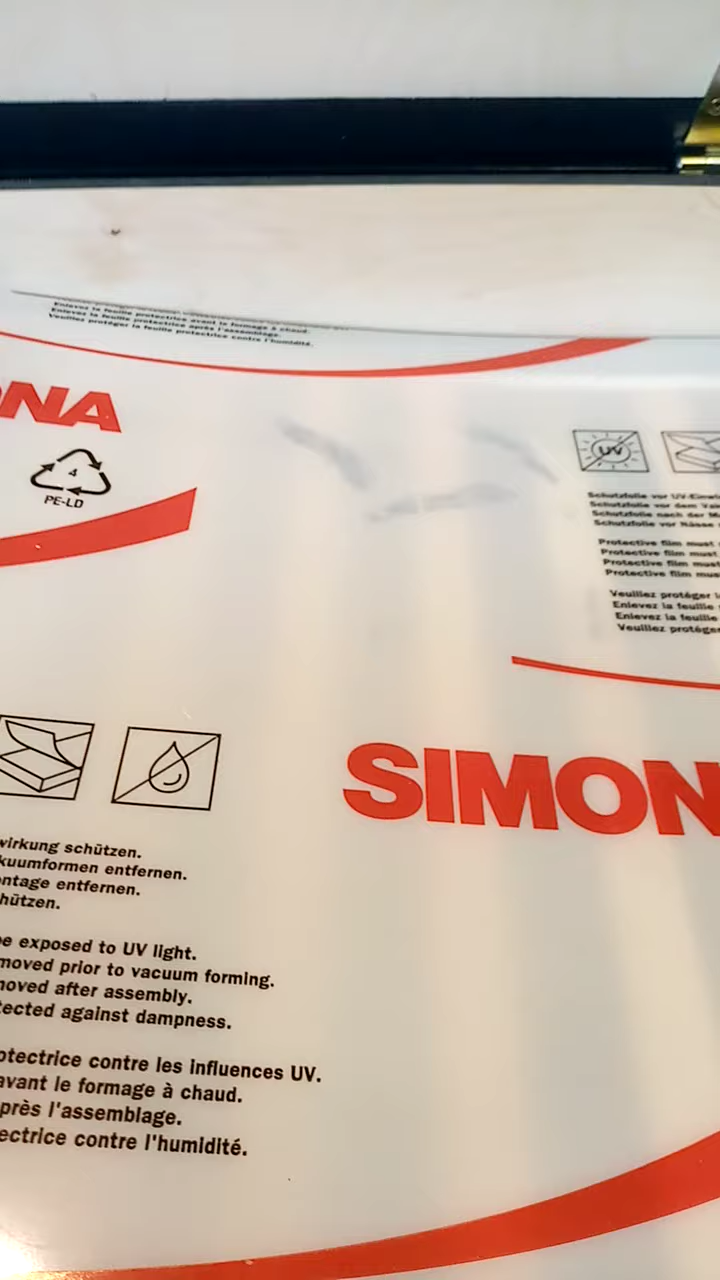 Enlevez la feuille protectrice avant le formage à chaud.
Enlevez la feuille protectrice après l'assemblage.
Veuillez protéger la feuille protectrice contre l'humidité.
NA
4
PE-LD
UV
Schutzfolie vor UV-Einwi
Schutzfolie vor dem Va
Schutzfolie nach der M
Schutzfolie vor Nässe
Protective film must
Protective film must
Protective film must
Protective film must
Veuillez protéger l
Enlevez la feuille
Enlevez la feuille
Veuillez protéger
SIMON
wirkung schützen.
kuumformen entfernen.
ontage entfernen.
hützen.
be exposed to UV light.
moved prior to vacuum forming.
moved after assembly.
tected against dampness.
otectrice contre les influences UV.
avant le formage à chaud.
près l'assemblage.
ectrice contre l'humidité.